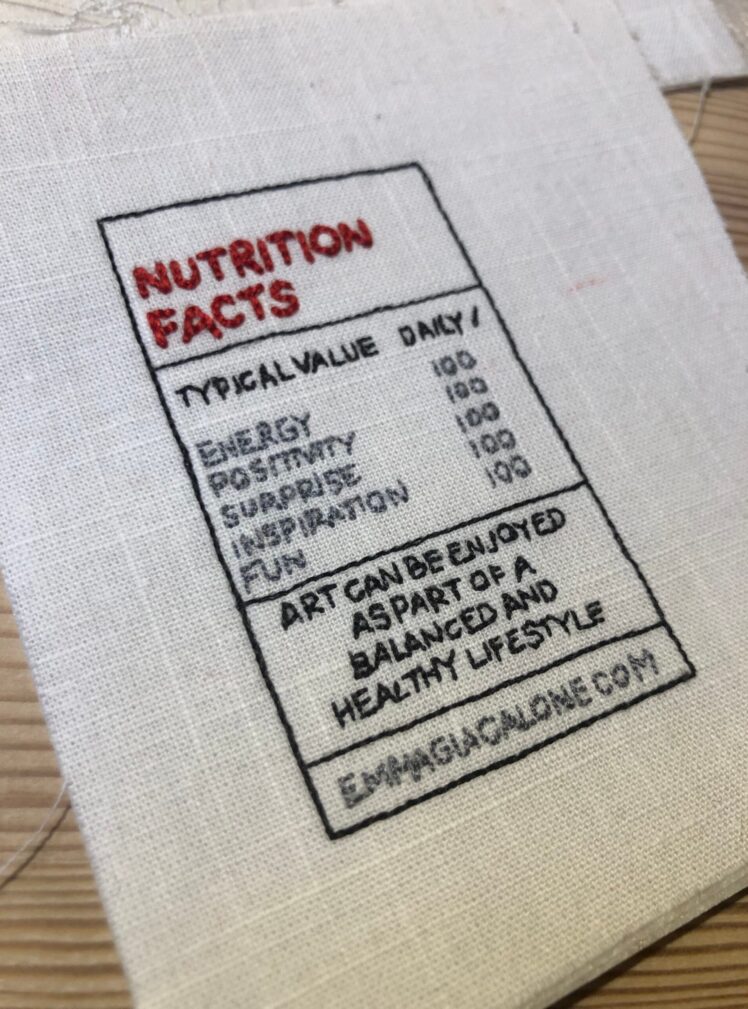 NUTRITION
FACTS
TYPICAL VALUE DAILY /
ENERGY 100
POSITIVITY 100
SURPRISE 100
INSPIRATION 100
FUN 100
ART CAN BE ENJOYED
AS PART OF A
BALANCED AND
HEALTHY LIFESTYLE
EMMAGIACALONE.COM